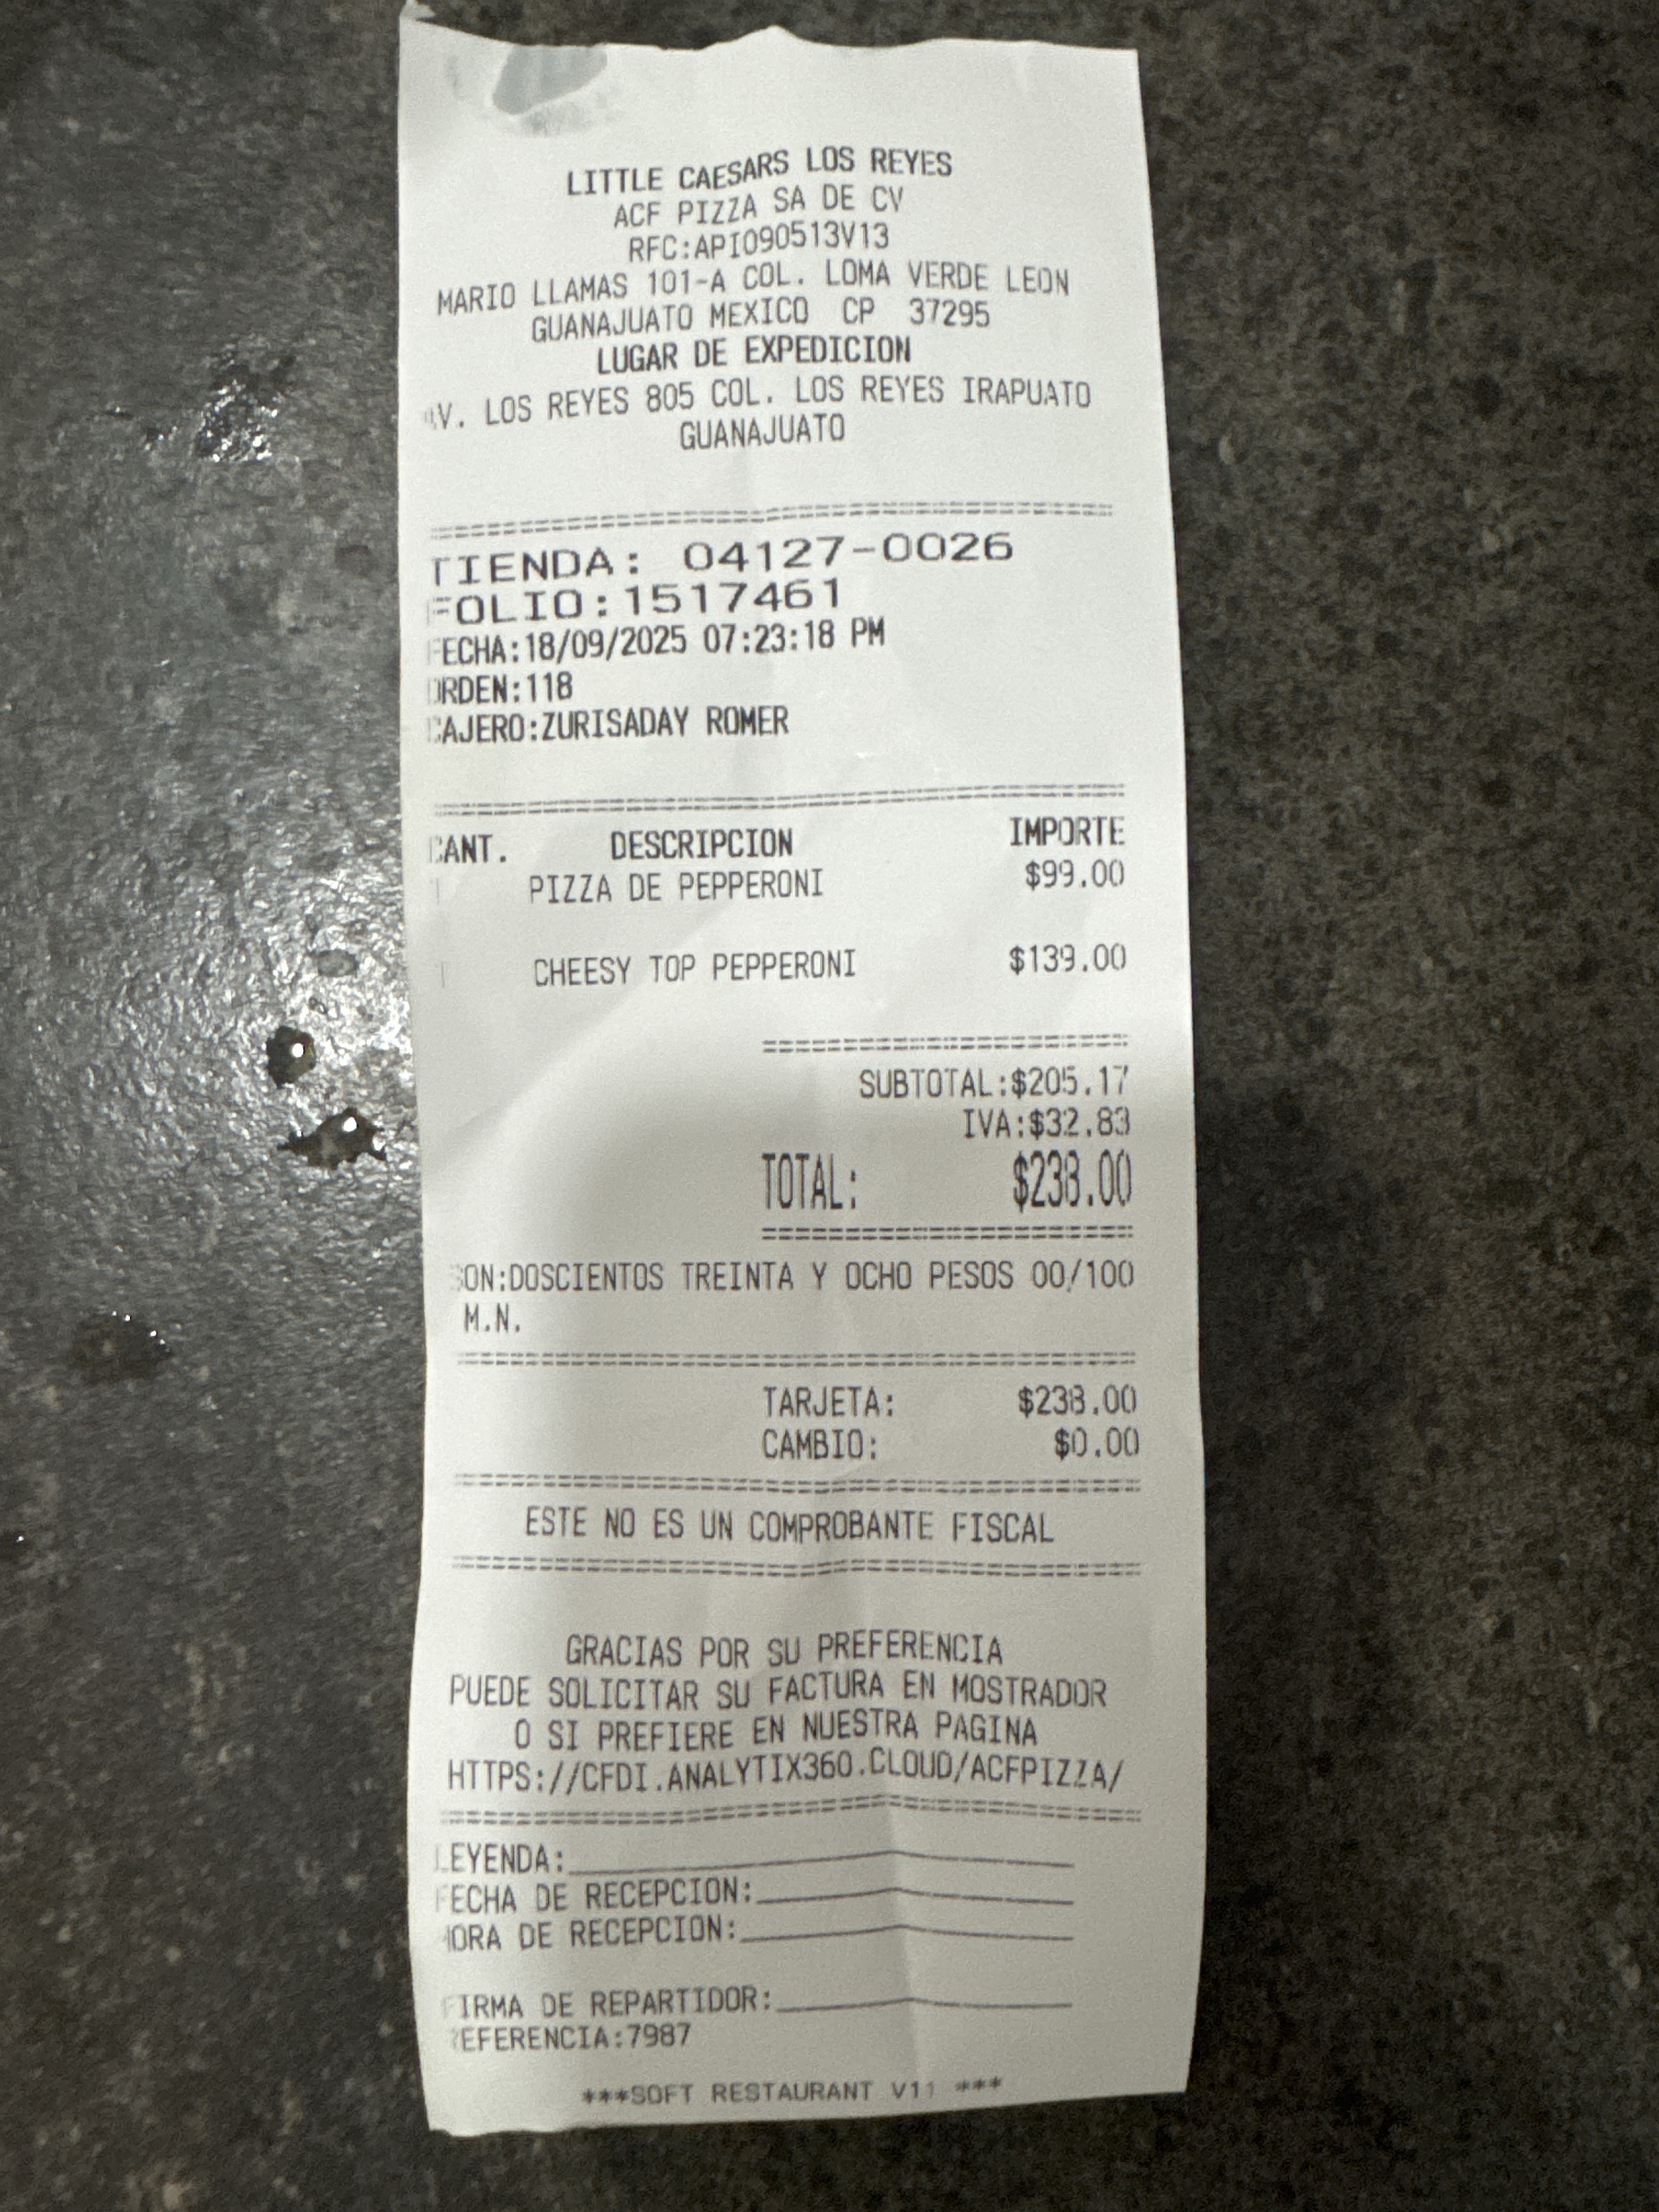 LITTLE CAESARS LOS REYES
ACF PIZZA SA DE CV
RFC:API090513V13
MARIO LLAMAS 101-A COL. LOMA VERDE LEON
GUANAJUATO MEXICO CP 37295
LUGAR DE EXPEDICION
AV. LOS REYES 805 COL. LOS REYES IRAPUATO
GUANAJUATO
TIENDA: 04127-0026
FOLIO:1517461
FECHA:18/09/2025 07:23:18 PM
ORDEN:118
CAJERO:ZURISADAY ROMER
CANT. DESCRIPCION IMPORTE
1 PIZZA DE PEPPERONI $99.00
1 CHEESY TOP PEPPERONI $139.00
SUBTOTAL:$205.17
IVA:$32.83
TOTAL: $238.00
SON:DOSCIENTOS TREINTA Y OCHO PESOS 00/100
M.N.
TARJETA: $238.00
CAMBIO: $0.00
ESTE NO ES UN COMPROBANTE FISCAL
GRACIAS POR SU PREFERENCIA
PUEDE SOLICITAR SU FACTURA EN MOSTRADOR
O SI PREFIERE EN NUESTRA PAGINA
HTTPS://CFDI.ANALYTIX360.CLOUD/ACFPIZZA/
LEYENDA:
FECHA DE RECEPCION:
HORA DE RECEPCION:
FIRMA DE REPARTIDOR:
REFERENCIA:7987
***SOFT RESTAURANT V11 ***